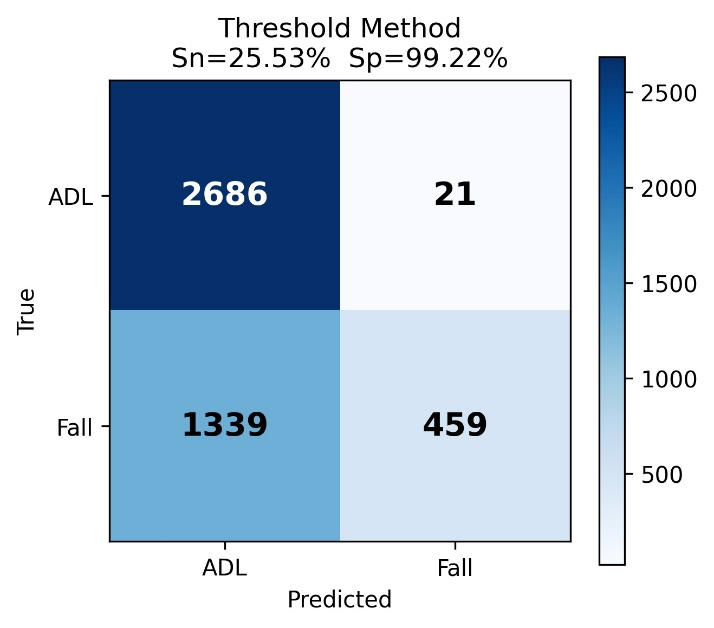 Threshold Method
Sn=25.53%  Sp=99.22%
2500
2000
1500
1000
500
ADL
2686
21
True
Fall
1339
459
ADL
Fall
Predicted